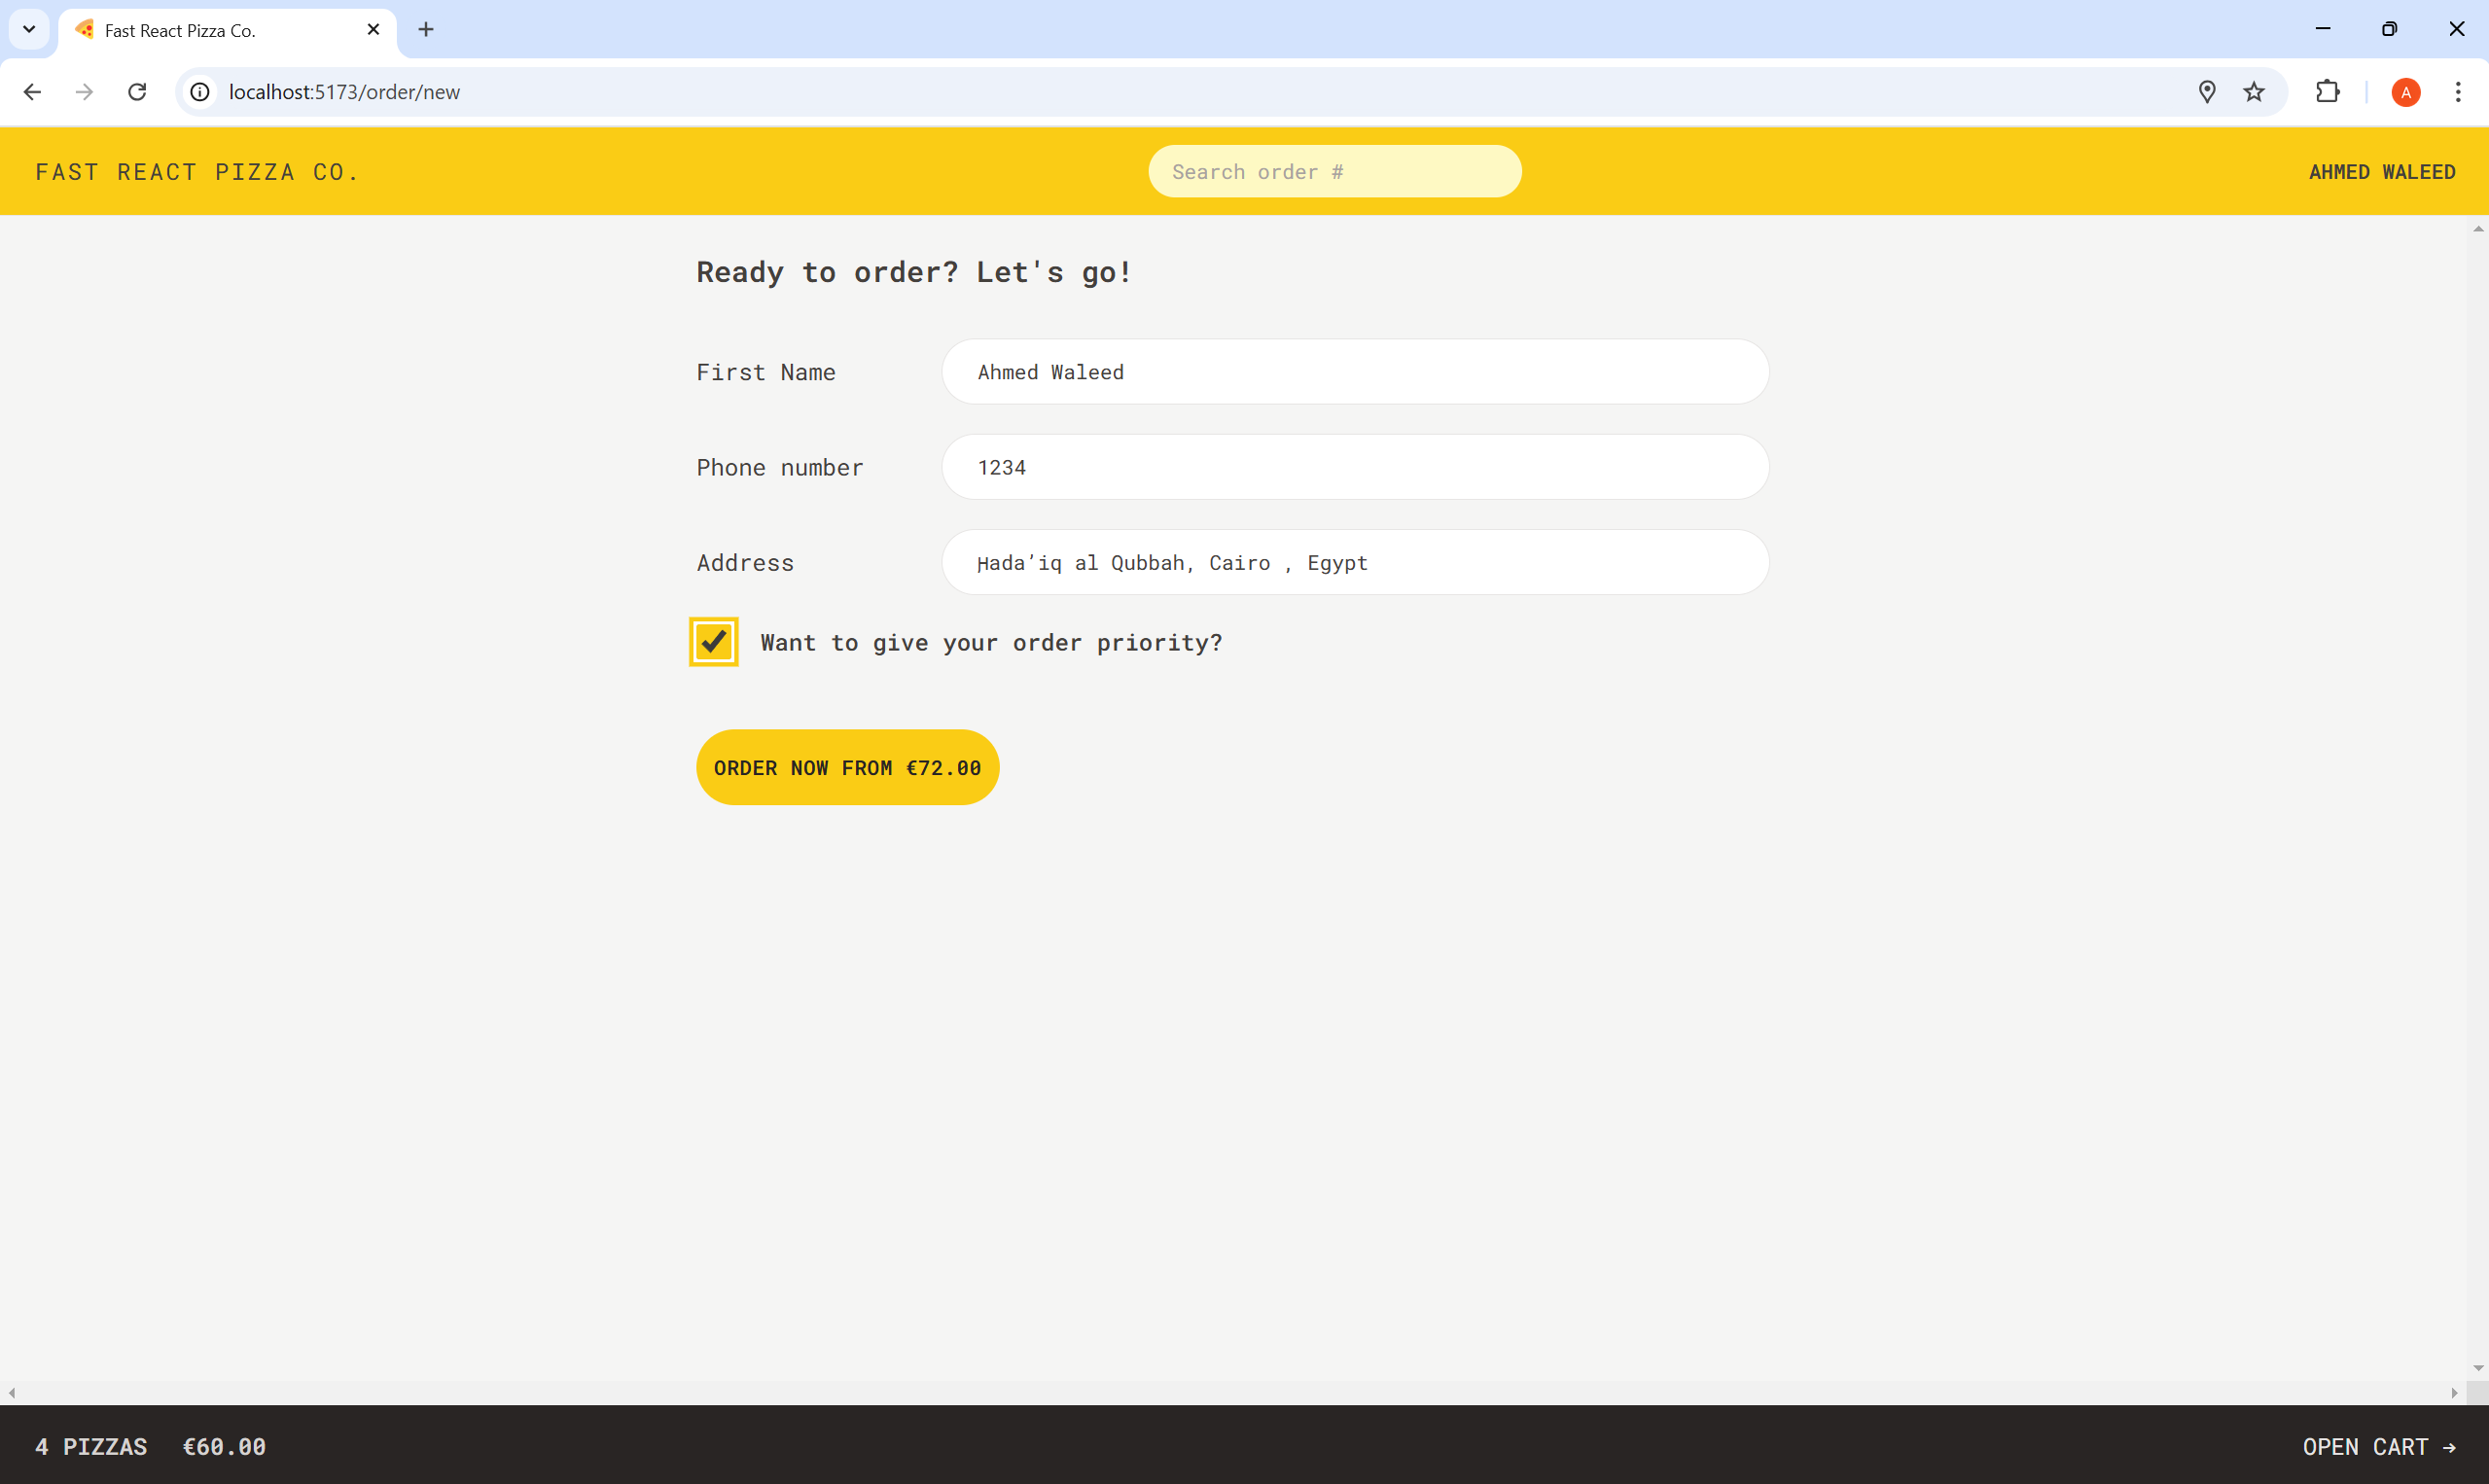 Fast React Pizza Co.
localhost:5173/order/new
A
FAST REACT PIZZA CO.
Search order #
AHMED WALEED
Ready to order? Let's go!
First Name
Ahmed Waleed
Phone number
1234
Address
Ḩada’iq al Qubbah, Cairo , Egypt
Want to give your order priority?
ORDER NOW FROM €72.00
4 PIZZAS €60.00
OPEN CART →